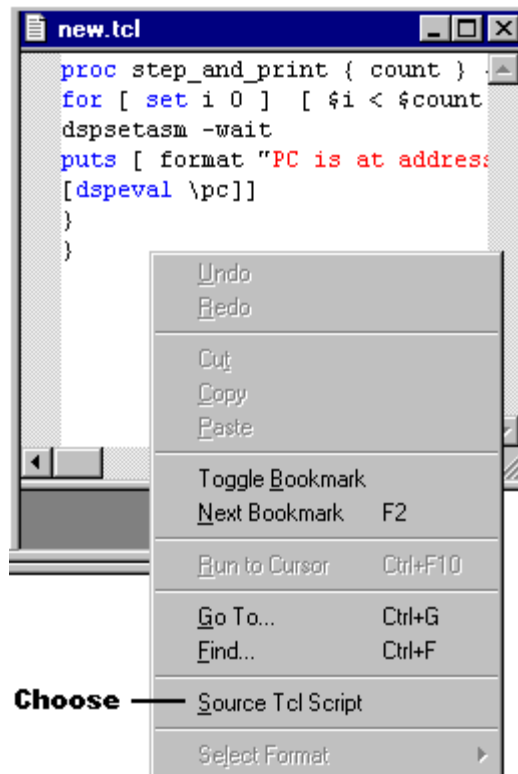 new.tcl
proc step_and_print { count }
for [ set i 0 ] [ $i < $count
dspsetasm -wait
puts [ format "PC is at address
[dspeval \pc]]
}
}
Undo
Redo
Cut
Copy
Paste
Toggle Bookmark
Next Bookmark F2
Run to Cursor Ctrl+F10
Go To... Ctrl+G
Find... Ctrl+F
Choose Source Tcl Script
Select Format